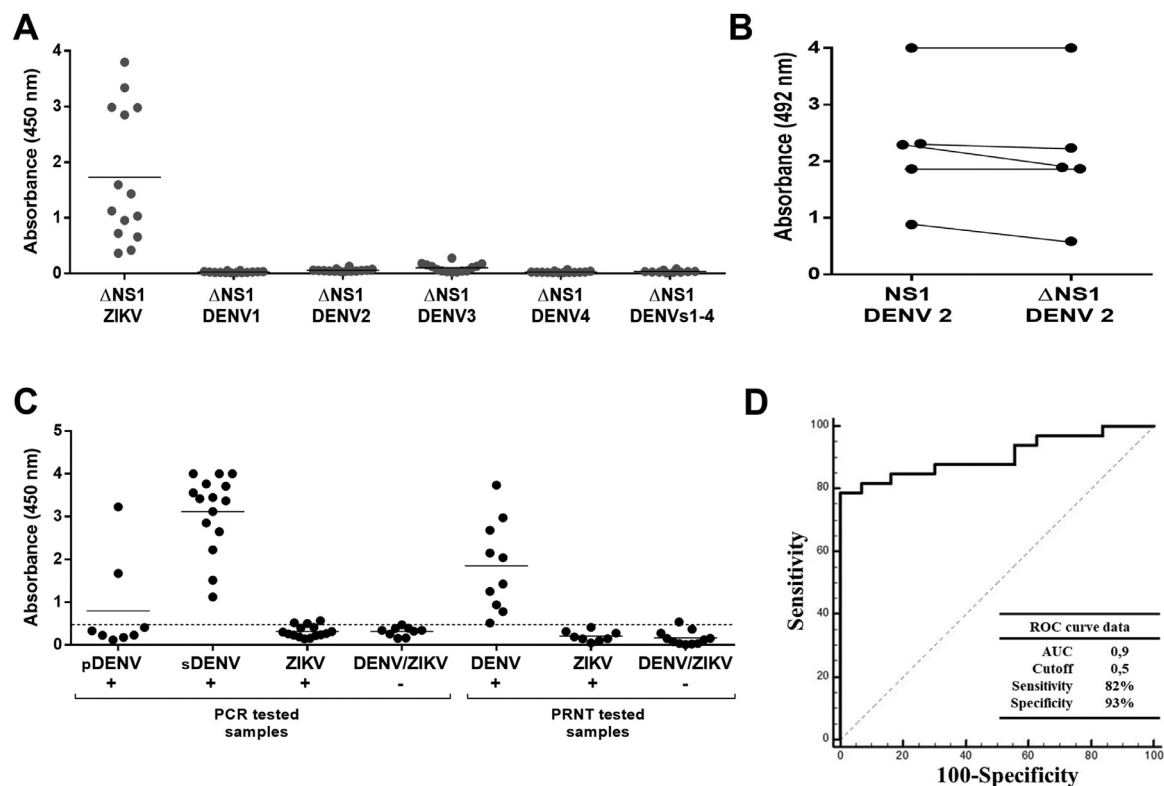 A
Absorbance (450 nm)
4
3
2
1
0
ΔNS1
ZIKV
ΔNS1
DENV1
ΔNS1
DENV2
ΔNS1
DENV3
ΔNS1
DENV4
ΔNS1
DENVs1-4
B
Absorbance (492 nm)
4
3
2
1
0
NS1
DENV 2
ΔNS1
DENV 2
C
Absorbance (450 nm)
5
4
3
2
1
0
pDENV
sDENV
ZIKV
DENV/ZIKV
DENV
ZIKV
DENV/ZIKV
+
+
+
-
+
+
-
PCR tested
samples
PRNT tested
samples
D
Sensitivity
100
80
60
40
20
0
0
20
40
60
80
100
100-Specificity
ROC curve data
AUC 0,9
Cutoff 0,5
Sensitivity 82%
Specificity 93%